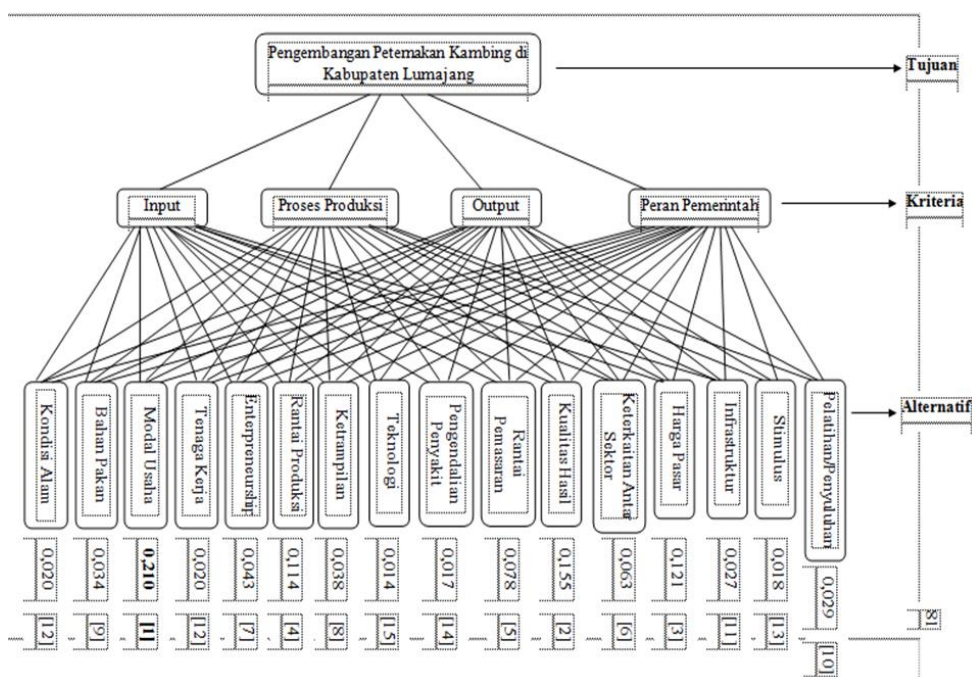 Pengembangan Petemakan Kambing di
Kabupaten Lumajang
Tujuan
Input
Proses Produksi
Output
Peran Pemerintah
Kriteria
Kondisi Alam
Bahan Pakan
Modal Usaha
Tenaga Kerja
Enterpreneurship
Rantai Produksi
Ketrampilan
Teknologi
Pengendalian
Penyakit
Rantai
Pemasaran
Kualitas Hasil
Keterkaitan Antar
Sektor
Harga Pasar
Infrastruktur
Stimulus
Pelatihan/Penyuluhan
Alternatif
0,020
0,034
0,210
0,020
0,043
0,114
0,038
0,014
0,017
0,078
0,155
0,063
0,121
0,027
0,018
0,029
[12]
[9]
[1]
[12]
[7]
[4]
[8]
[15]
[14]
[5]
[2]
[6]
[3]
[11]
[13]
[10]
81